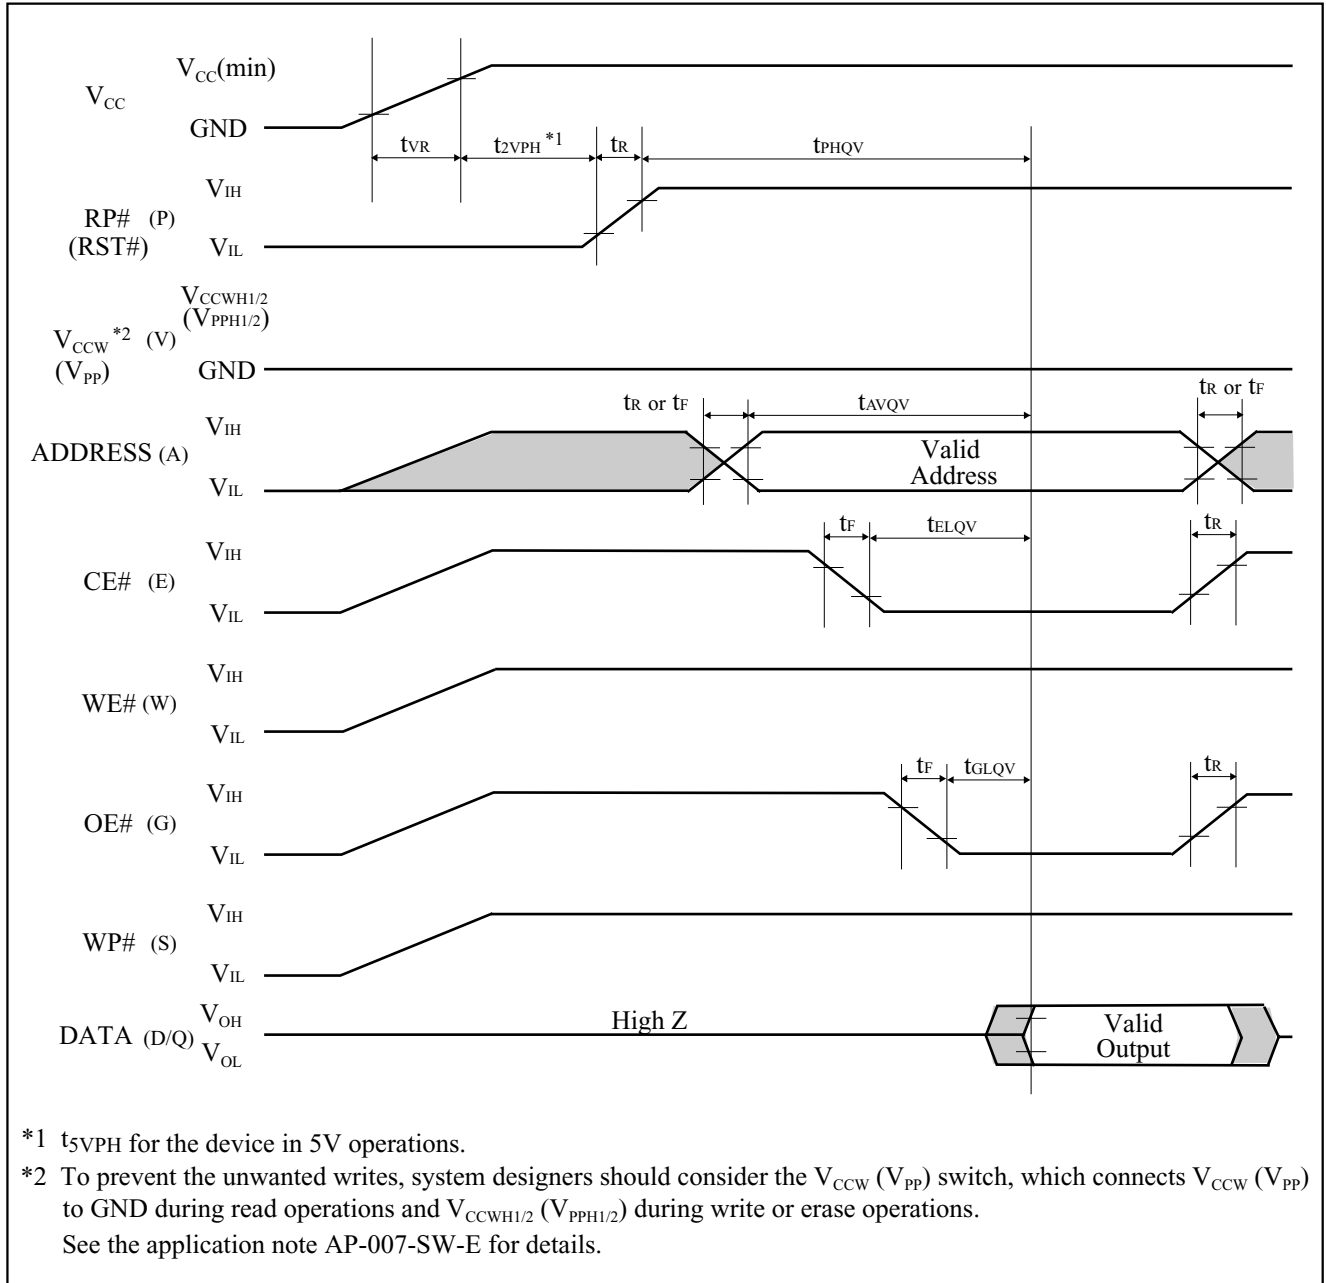 VCC(min)
VCC
GND
tVR
t2VPH *1
tR
tPHQV
VIH
RP# (P)
(RST#)
VIL
VCCWH1/2
(VPPH1/2)
VCCW *2 (V)
(VPP)
GND
tR or tF
tAVQV
tR or tF
VIH
ADDRESS (A)
Valid
Address
VIL
tF
tELQV
tR
VIH
CE# (E)
VIL
VIH
WE# (W)
VIL
tF
tGLQV
tR
VIH
OE# (G)
VIL
VIH
WP# (S)
VIL
VOH
High Z
Valid
Output
DATA (D/Q)
VOL
*1 t5VPH for the device in 5V operations.
*2 To prevent the unwanted writes, system designers should consider the VCCW (VPP) switch, which connects VCCW (VPP)
to GND during read operations and VCCWH1/2 (VPPH1/2) during write or erase operations.
See the application note AP-007-SW-E for details.